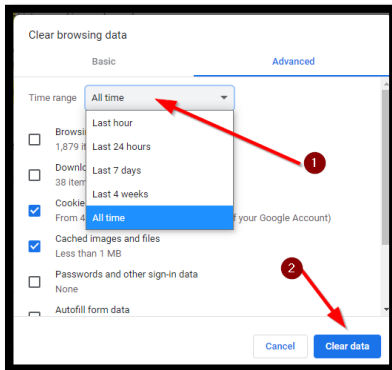 Clear browsing data
Basic Advanced
Time range All time
Last hour
Last 24 hours
Last 7 days
Last 4 weeks
All time
1,879
38
From 4 f your Google Account)
Cached images and files
Less than 1 MB
Passwords and other sign-in data
None
Autofill form data
Cancel Clear data
1
2